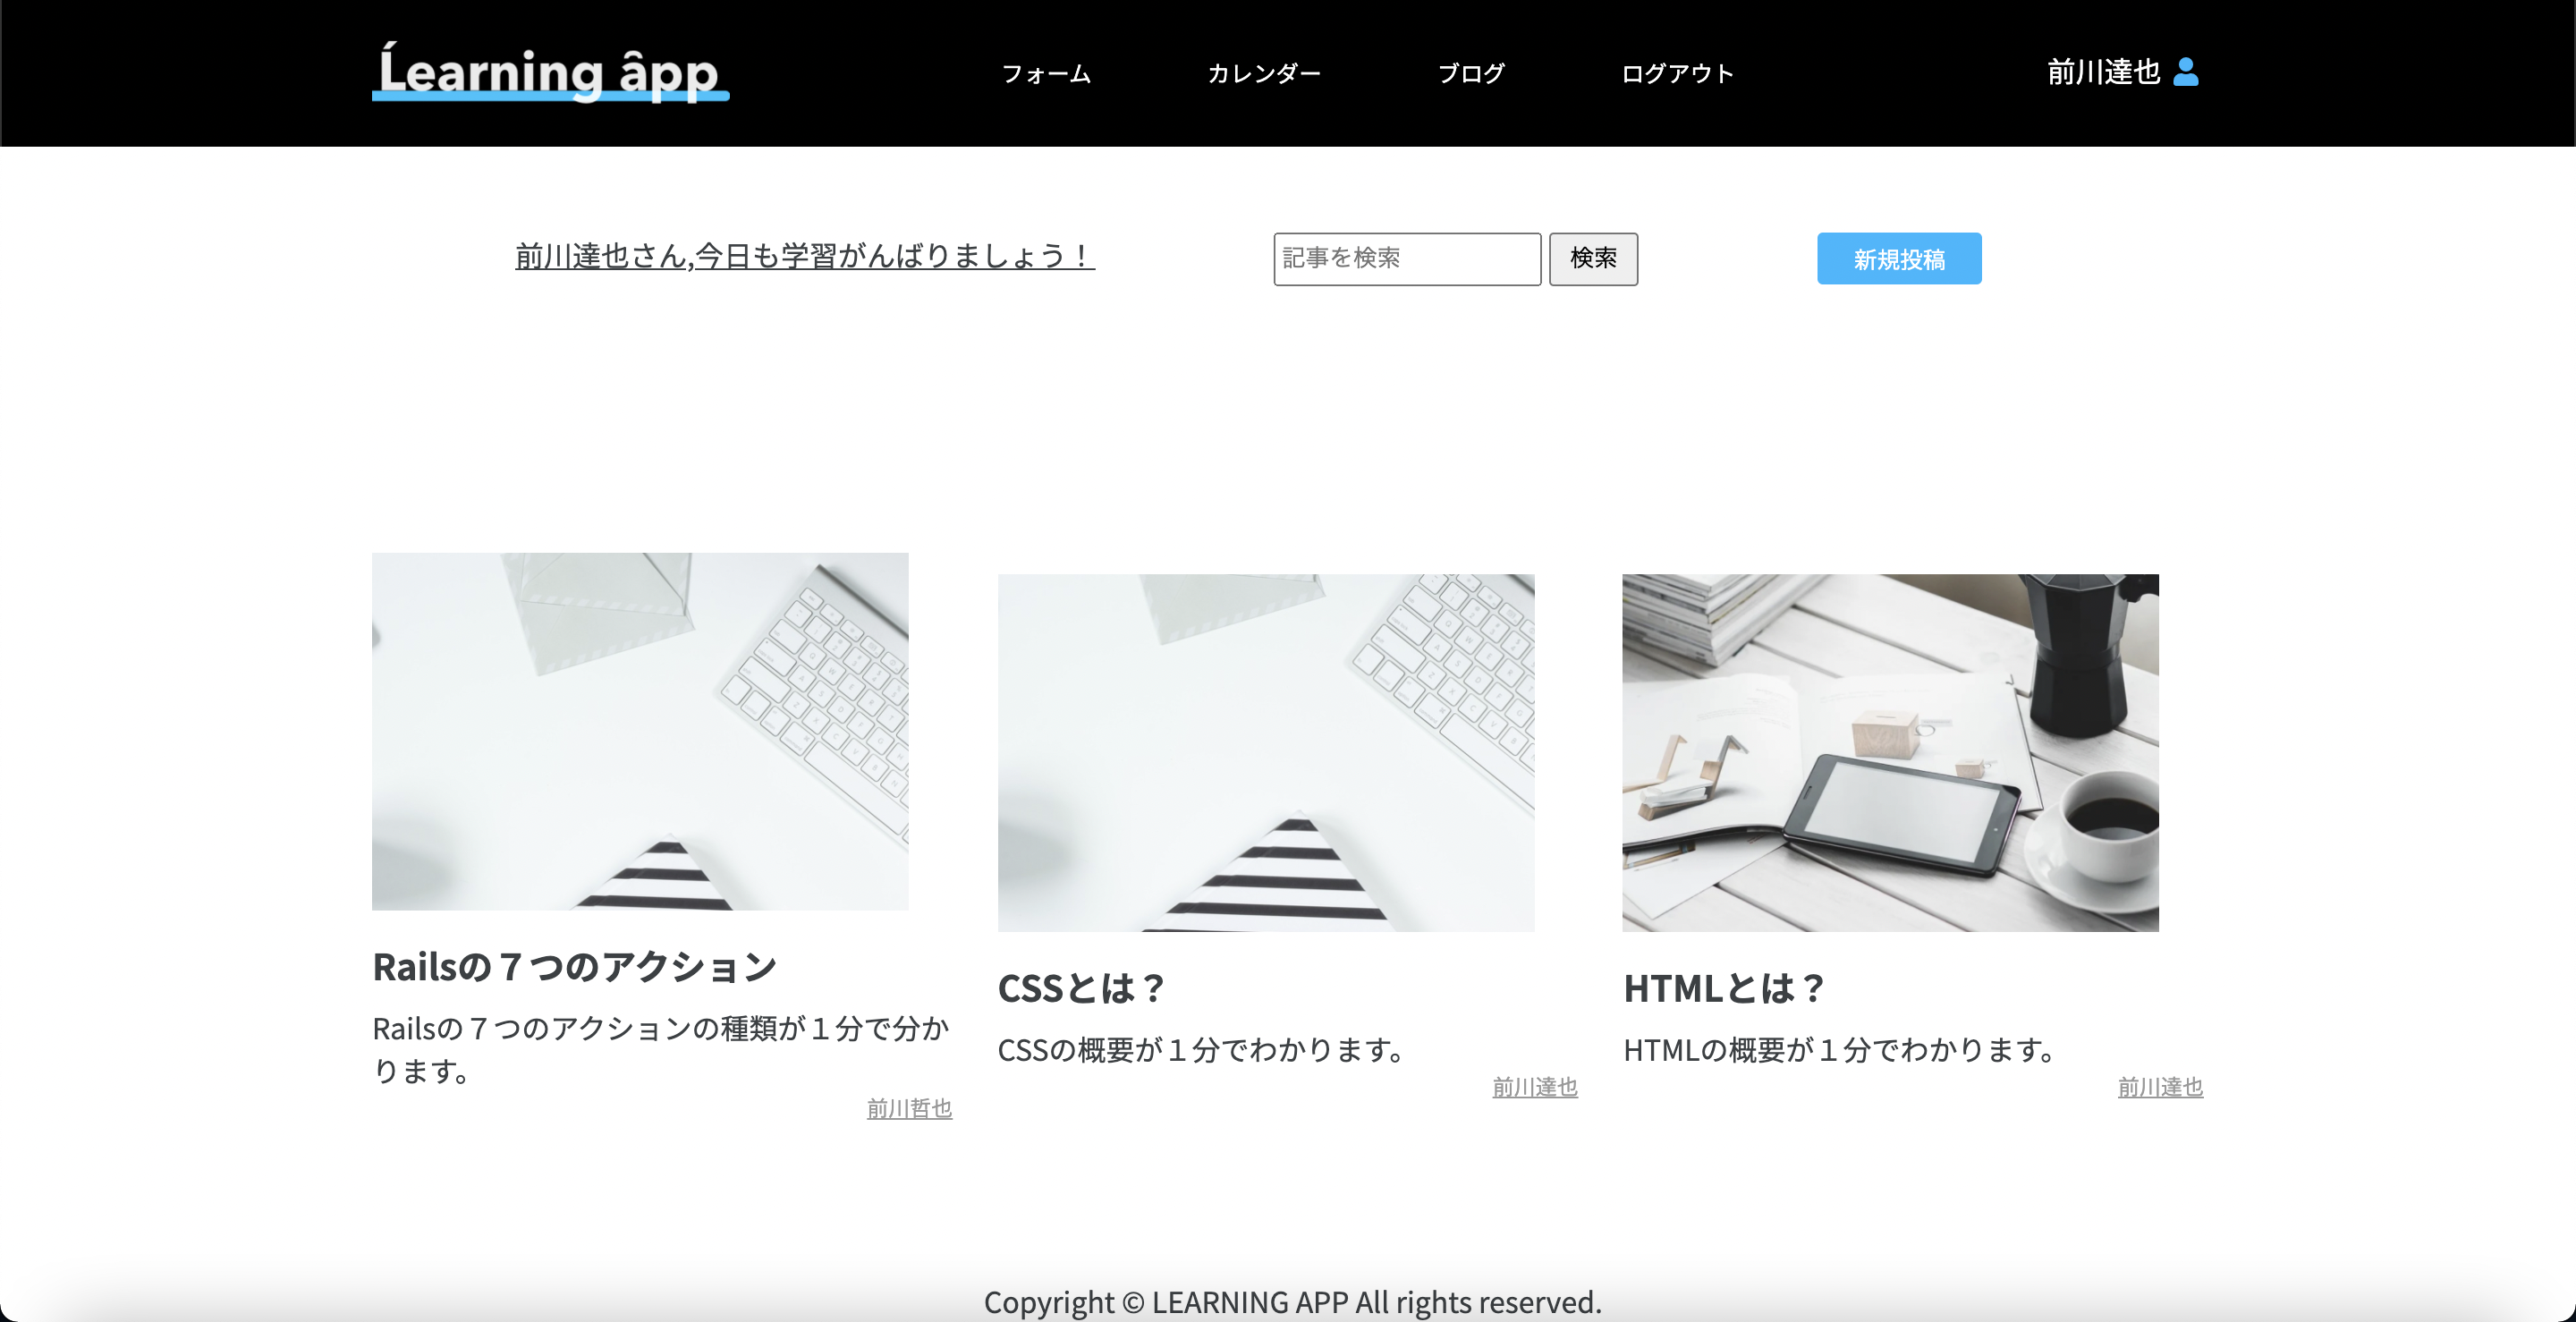 Ĺearning âpp
フォーム
カレンダー
ブログ
ログアウト
前川達也
前川達也さん,今日も学習がんばりましょう！
記事を検索
検索
新規投稿
Railsの７つのアクション
Railsの７つのアクションの種類が１分で分か
ります。
前川哲也
CSSとは？
CSSの概要が１分でわかります。
前川達也
HTMLとは？
HTMLの概要が１分でわかります。
前川達也
Copyright © LEARNING APP All rights reserved.